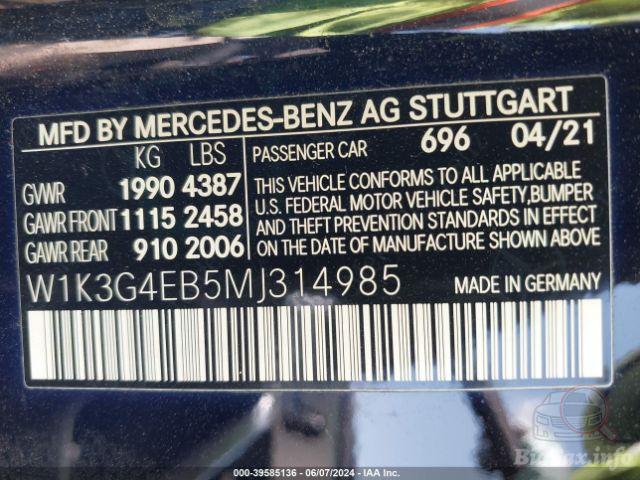 MFD BY MERCEDES-BENZ AG STUTTGART
KG LBS
GVWR 1990 4387
GAWR FRONT 1115 2458
GAWR REAR 910 2006
PASSENGER CAR 696 04/21
THIS VEHICLE CONFORMS TO ALL APPLICABLE
U.S. FEDERAL MOTOR VEHICLE SAFETY, BUMPER
AND THEFT PREVENTION STANDARDS IN EFFECT
ON THE DATE OF MANUFACTURE SHOWN ABOVE
W1K3G4EB5MJ314985
MADE IN GERMANY
BidFax.info
000-39585136 - 06/07/2024 - IAA Inc.